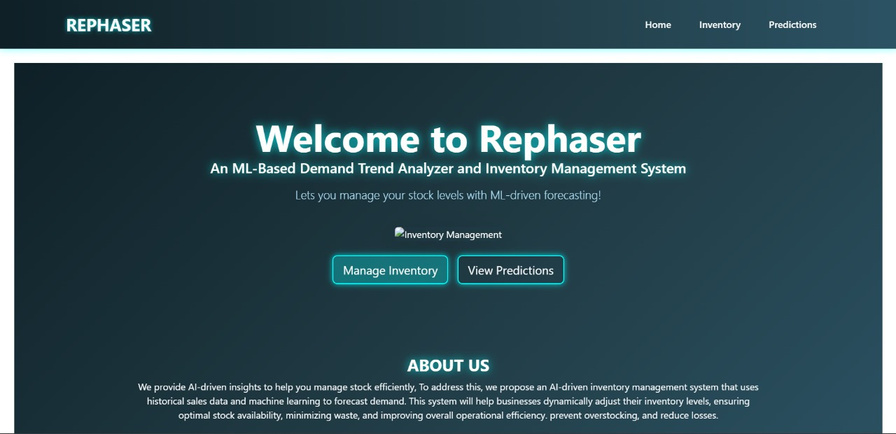 REPHASER
Home Inventory Predictions
Welcome to Rephaser
An ML-Based Demand Trend Analyzer and Inventory Management System
Lets you manage your stock levels with ML-driven forecasting!
Inventory Management
Manage Inventory View Predictions
ABOUT US
We provide AI-driven insights to help you manage stock efficiently, To address this, we propose an AI-driven inventory management system that uses
historical sales data and machine learning to forecast demand. This system will help businesses dynamically adjust their inventory levels, ensuring
optimal stock availability, minimizing waste, and improving overall operational efficiency. prevent overstocking, and reduce losses.